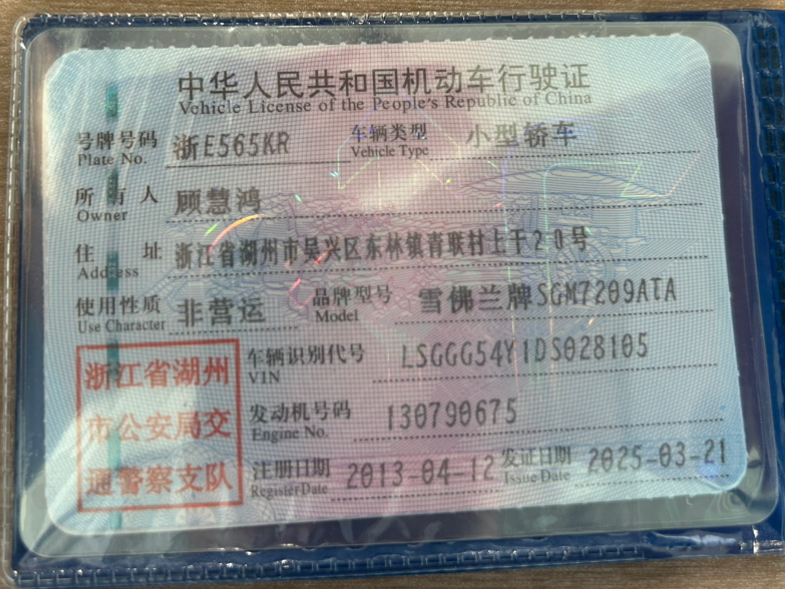 中华人民共和国机动车行驶证
Vehicle License of the People's Republic of China
号牌号码 浙E565KR 车辆类型 小型轿车
Plate No. Vehicle Type
所有人 顾慧鸿
Owner
住址 浙江省湖州市吴兴区东林镇青联村上干20号
Address
使用性质 非营运 品牌型号 雪佛兰牌SGM7209ATA
Use Character Model
浙江省湖州
市公安局交
通警察支队
车辆识别代号 LSGGG54Y1DS028105
VIN
发动机号码 130790675
Engine No.
注册日期 2013-04-12 发证日期 2025-03-21
Register Date Issue Date